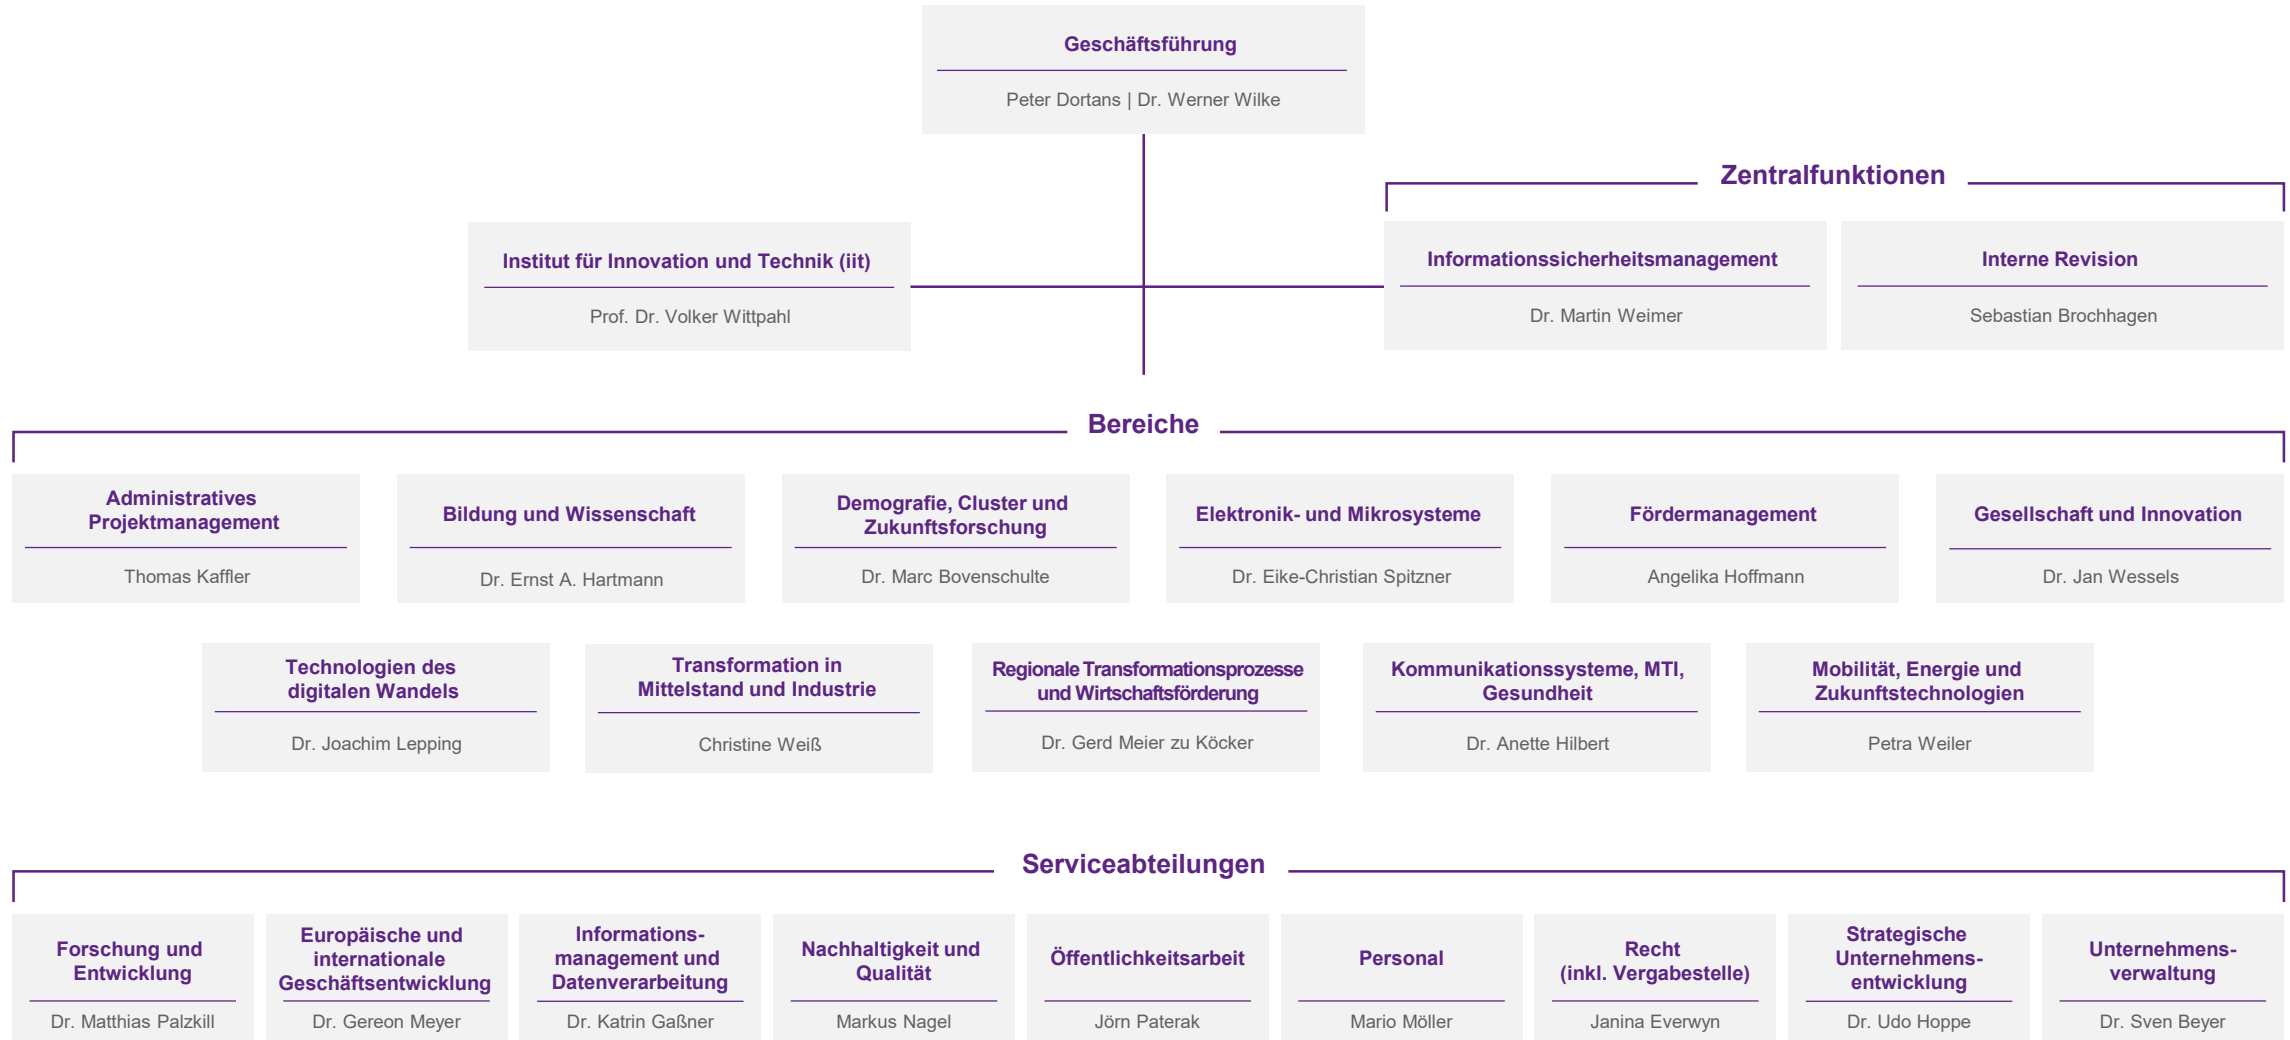 Geschäftsführung
Peter Dortans | Dr. Werner Wilke
Zentralfunktionen
Institut für Innovation und Technik (iit)
Prof. Dr. Volker Wittpahl
Informationssicherheitsmanagement
Dr. Martin Weimer
Interne Revision
Sebastian Brochhagen
Bereiche
Administratives
Projektmanagement
Thomas Kaffler
Bildung und Wissenschaft
Dr. Ernst A. Hartmann
Demografie, Cluster und
Zukunftsforschung
Dr. Marc Bovenschulte
Elektronik- und Mikrosysteme
Dr. Eike-Christian Spitzner
Fördermanagement
Angelika Hoffmann
Gesellschaft und Innovation
Dr. Jan Wessels
Technologien des
digitalen Wandels
Dr. Joachim Lepping
Transformation in
Mittelstand und Industrie
Christine Weiß
Regionale Transformationsprozesse
und Wirtschaftsförderung
Dr. Gerd Meier zu Köcker
Kommunikationssysteme, MTI,
Gesundheit
Dr. Anette Hilbert
Mobilität, Energie und
Zukunftstechnologien
Petra Weiler
Serviceabteilungen
Forschung und
Entwicklung
Dr. Matthias Palzkill
Europäische und
internationale
Geschäftsentwicklung
Dr. Gereon Meyer
Informations-
management und
Datenverarbeitung
Dr. Katrin Gaßner
Nachhaltigkeit und
Qualität
Markus Nagel
Öffentlichkeitsarbeit
Jörn Paterak
Personal
Mario Möller
Recht
(inkl. Vergabestelle)
Janina Everwyn
Strategische
Unternehmens-
entwicklung
Dr. Udo Hoppe
Unternehmens-
verwaltung
Dr. Sven Beyer